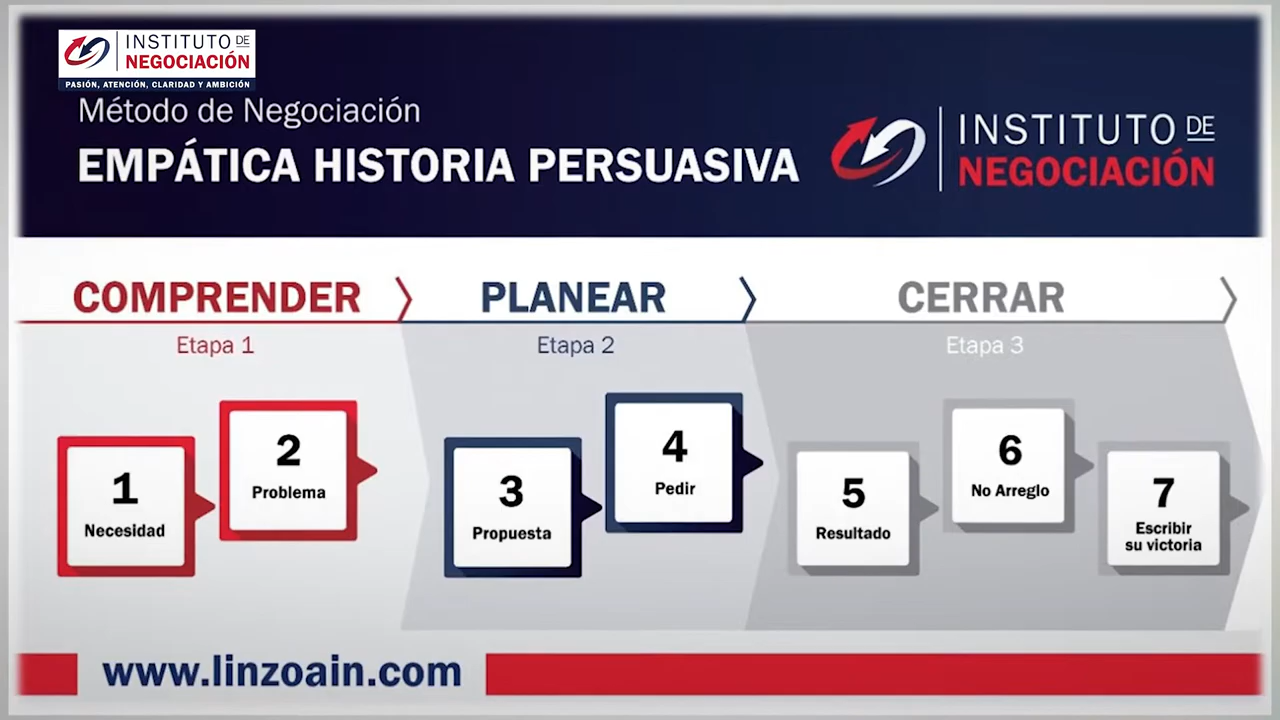 INSTITUTO DE
NEGOCIACIÓN
PASIÓN, ATENCIÓN, CLARIDAD Y AMBICIÓN
Método de Negociación
EMPÁTICA HISTORIA PERSUASIVA
INSTITUTO DE
NEGOCIACIÓN
COMPRENDER
PLANEAR
CERRAR
Etapa 1
Etapa 2
Etapa 3
1
Necesidad
2
Problema
3
Propuesta
4
Pedir
5
Resultado
6
No Arreglo
7
Escribir
su victoria
www.linzoain.com